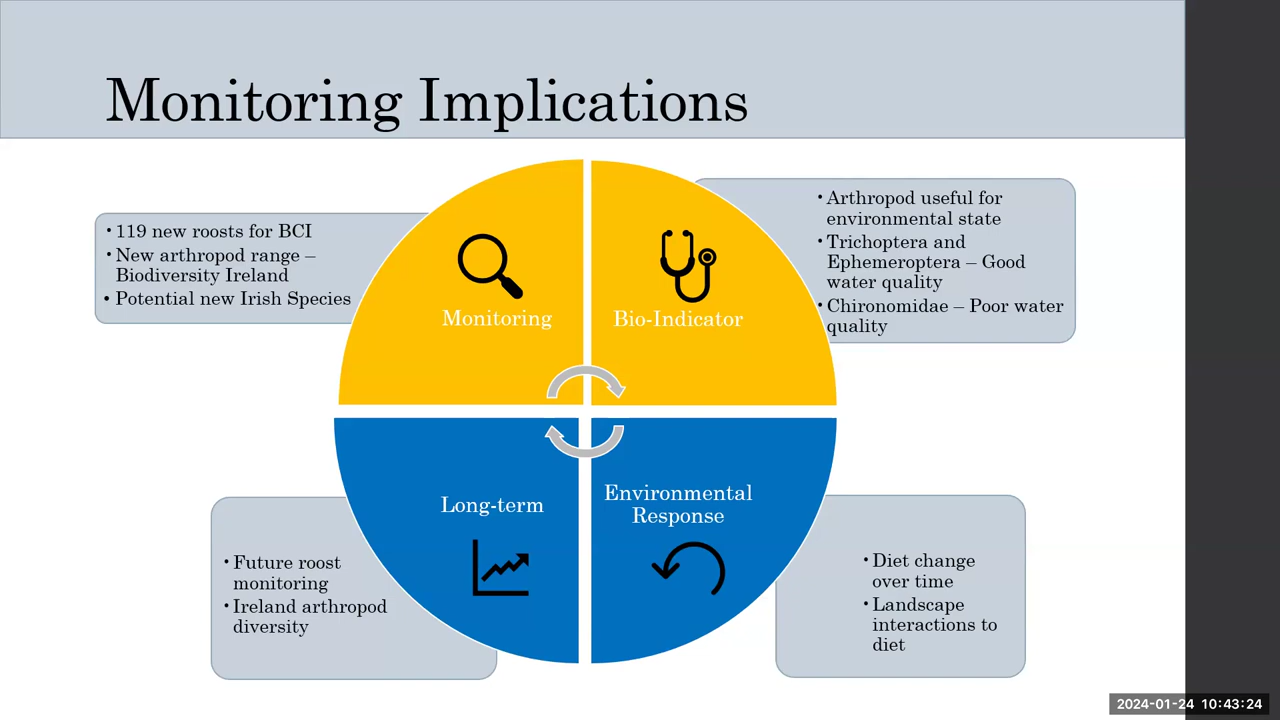 Monitoring Implications
• 119 new roosts for BCI
• New arthropod range –
Biodiversity Ireland
• Potential new Irish Species
Monitoring
Bio-Indicator
• Arthropod useful for
environmental state
• Trichoptera and
Ephemeroptera – Good
water quality
• Chironomidae – Poor water
quality
Long-term
• Future roost
monitoring
• Ireland arthropod
diversity
Environmental
Response
• Diet change
over time
• Landscape
interactions to
diet
2024-01-24 10:43:24